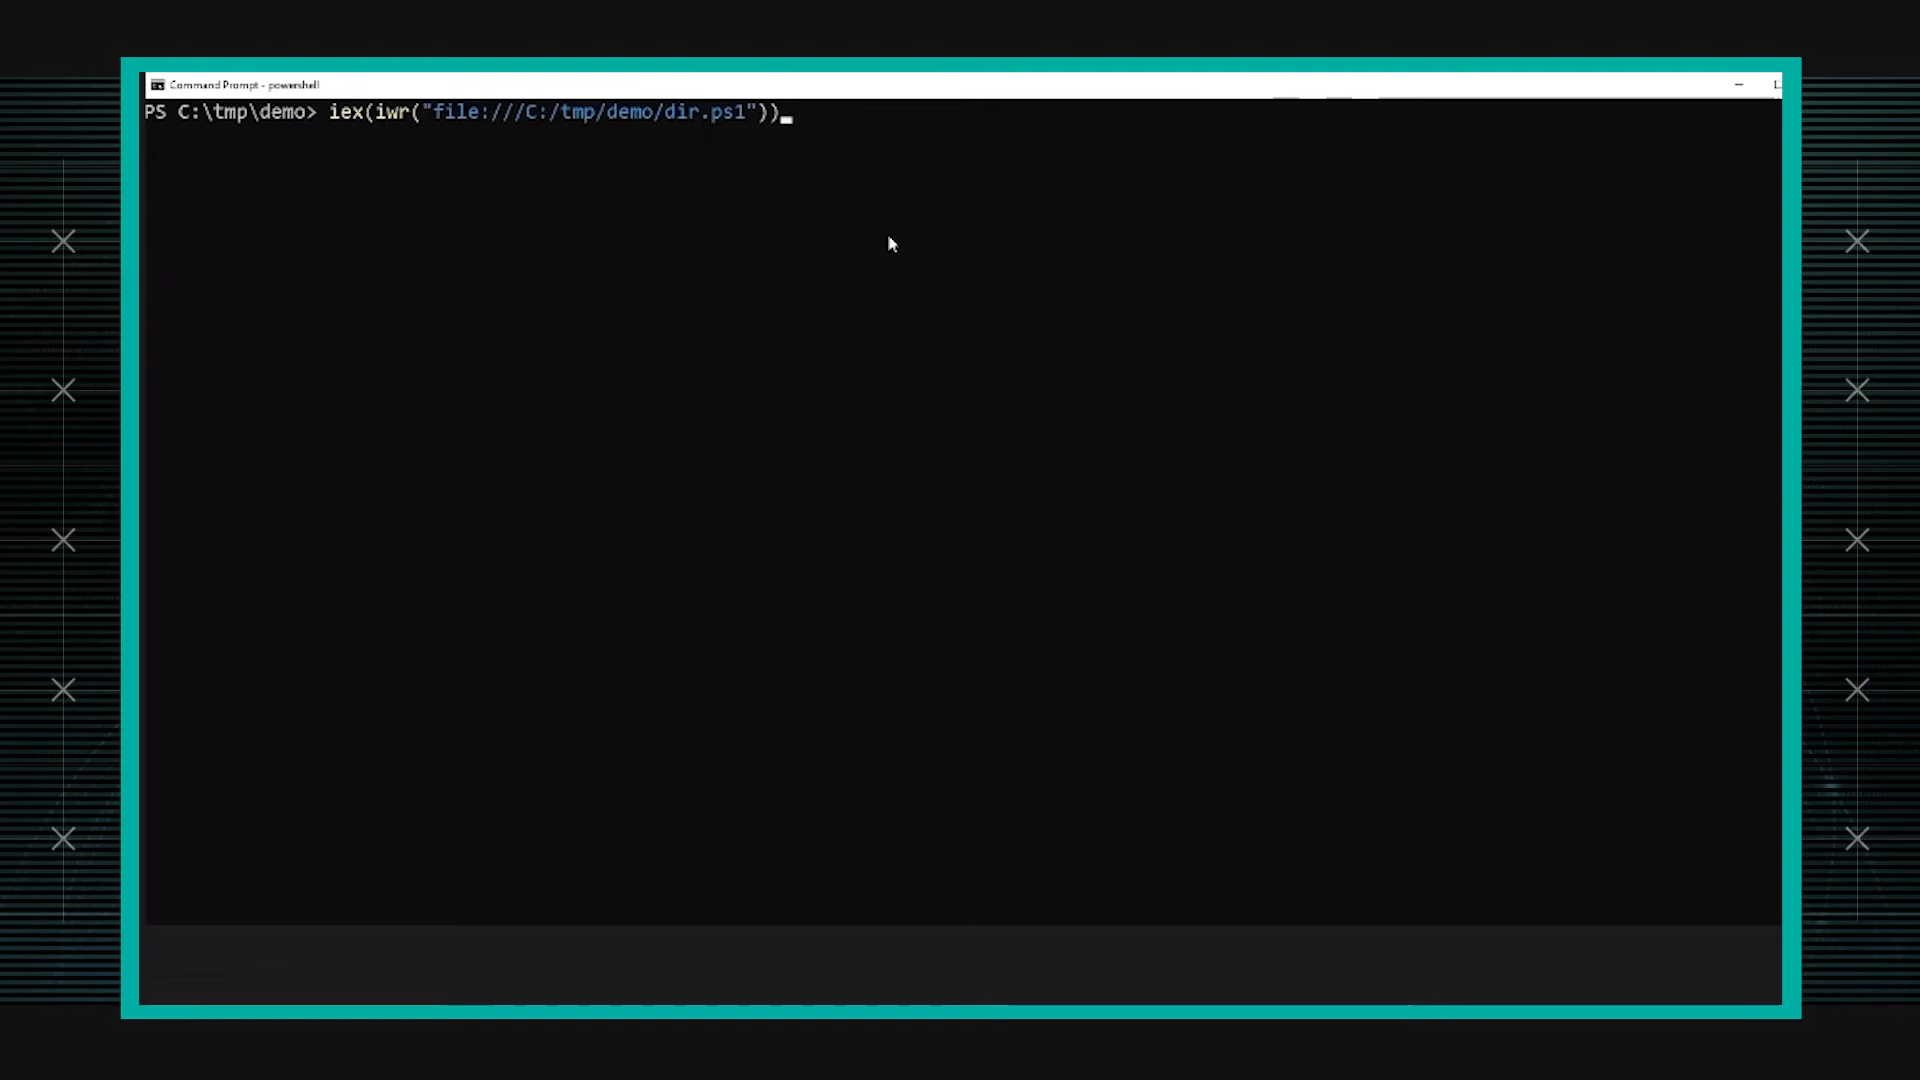 Command Prompt - powershell
PS C:\tmp\demo> iex(iwr("file:///C:/tmp/demo/dir.ps1"))